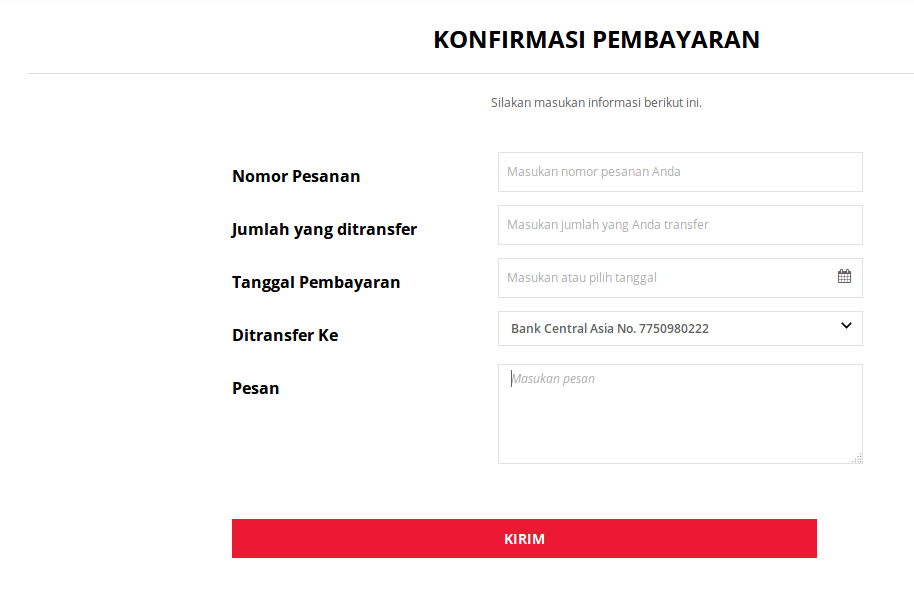 KONFIRMASI PEMBAYARAN
Silakan masukan informasi berikut ini.
Nomor Pesanan
Masukan nomor pesanan Anda
Jumlah yang ditransfer
Masukan jumlah yang Anda transfer
Tanggal Pembayaran
Masukan atau pilih tanggal
Ditransfer Ke
Bank Central Asia No. 7750980222
Pesan
Masukan pesan
KIRIM